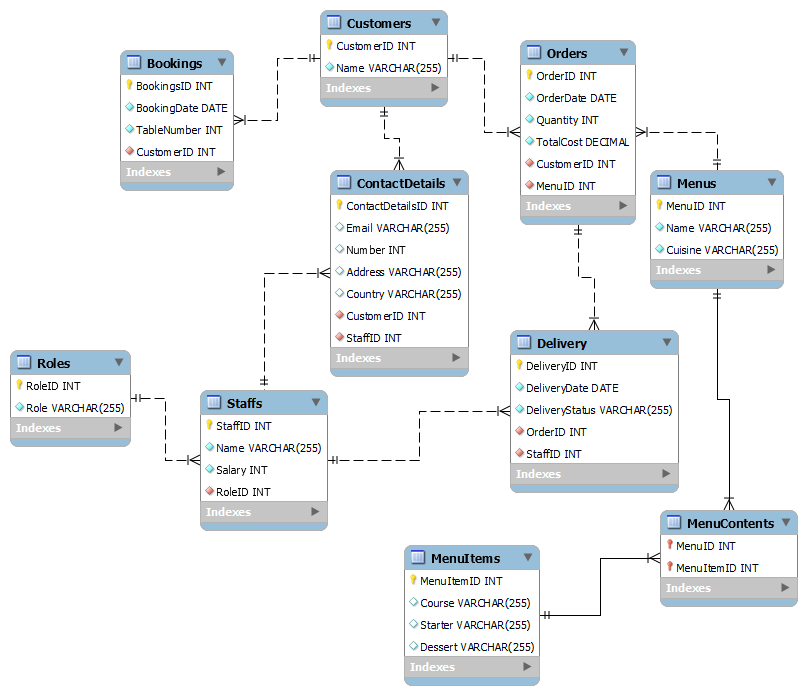 Customers
CustomerID INT
Name VARCHAR(255)
Indexes
Bookings
BookingsID INT
BookingDate DATE
TableNumber INT
CustomerID INT
Indexes
Orders
OrderID INT
OrderDate DATE
Quantity INT
TotalCost DECIMAL
CustomerID INT
MenuID INT
Indexes
ContactDetails
ContactDetailsID INT
Email VARCHAR(255)
Number INT
Address VARCHAR(255)
Country VARCHAR(255)
CustomerID INT
StaffID INT
Indexes
Menus
MenuID INT
Name VARCHAR(255)
Cuisine VARCHAR(255)
Indexes
Roles
RoleID INT
Role VARCHAR(255)
Indexes
Staffs
StaffID INT
Name VARCHAR(255)
Salary INT
RoleID INT
Indexes
Delivery
DeliveryID INT
DeliveryDate DATE
DeliveryStatus VARCHAR(255)
OrderID INT
StaffID INT
Indexes
MenuItems
MenuItemID INT
Course VARCHAR(255)
Starter VARCHAR(255)
Dessert VARCHAR(255)
Indexes
MenuContents
MenuID INT
MenuItemID INT
Indexes